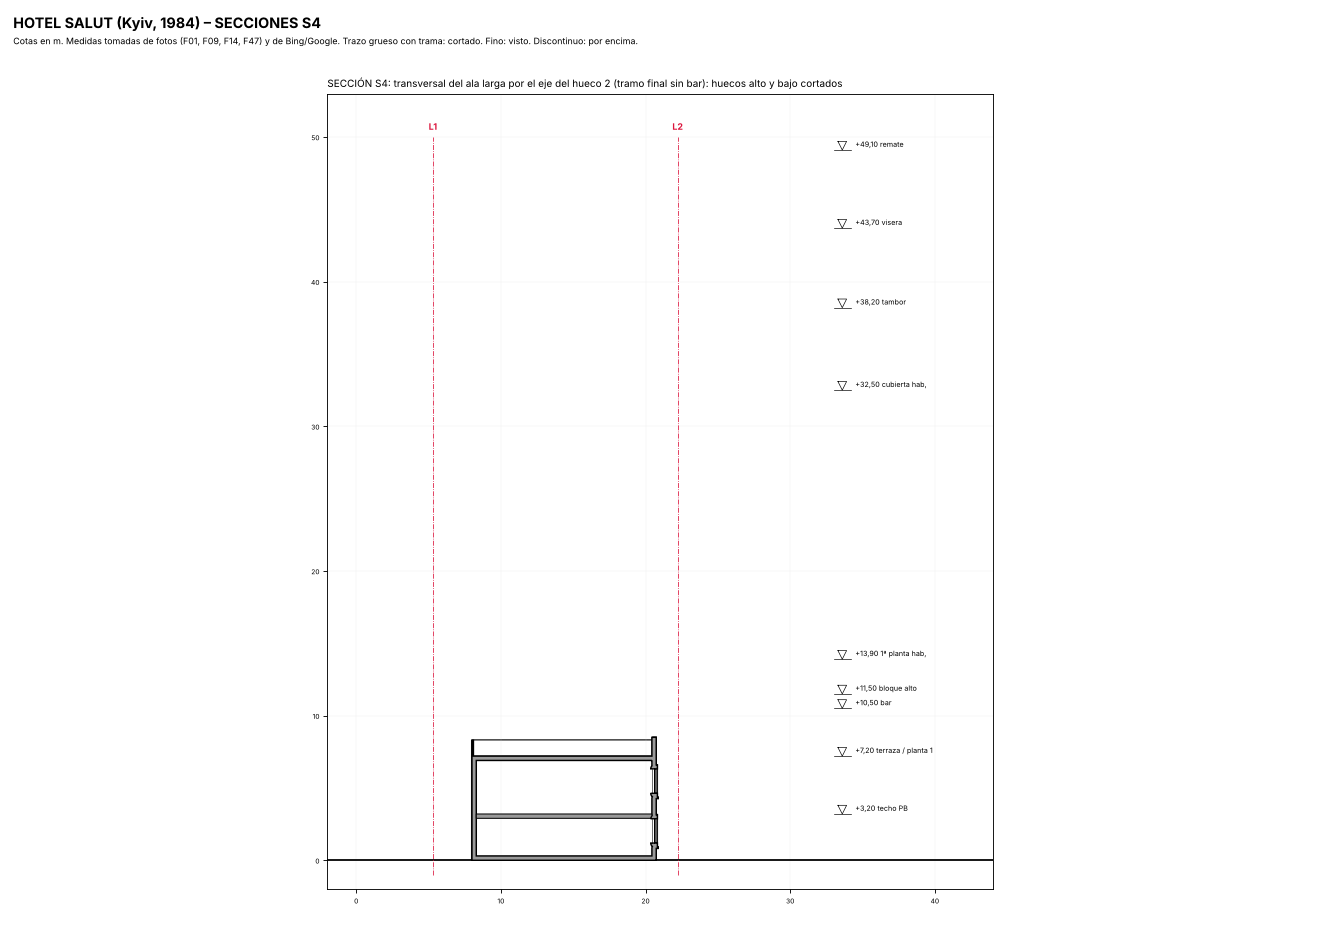 HOTEL SALUT (Kyiv, 1984) – SECCIONES S4
Cotas en m. Medidas tomadas de fotos (F01, F09, F14, F47) y de Bing/Google. Trazo grueso con trama: cortado. Fino: visto. Discontinuo: por encima.
SECCIÓN S4: transversal del ala larga por el eje del hueco 2 (tramo final sin bar): huecos alto y bajo cortados
L1
L2
50
+49,10 remate
+43,70 visera
40
+38,20 tambor
+32,50 cubierta hab,
30
20
+13,90 1ª planta hab,
+11,50 bloque alto
+10,50 bar
10
+7,20 terraza / planta 1
+3,20 techo PB
0
0
10
20
30
40